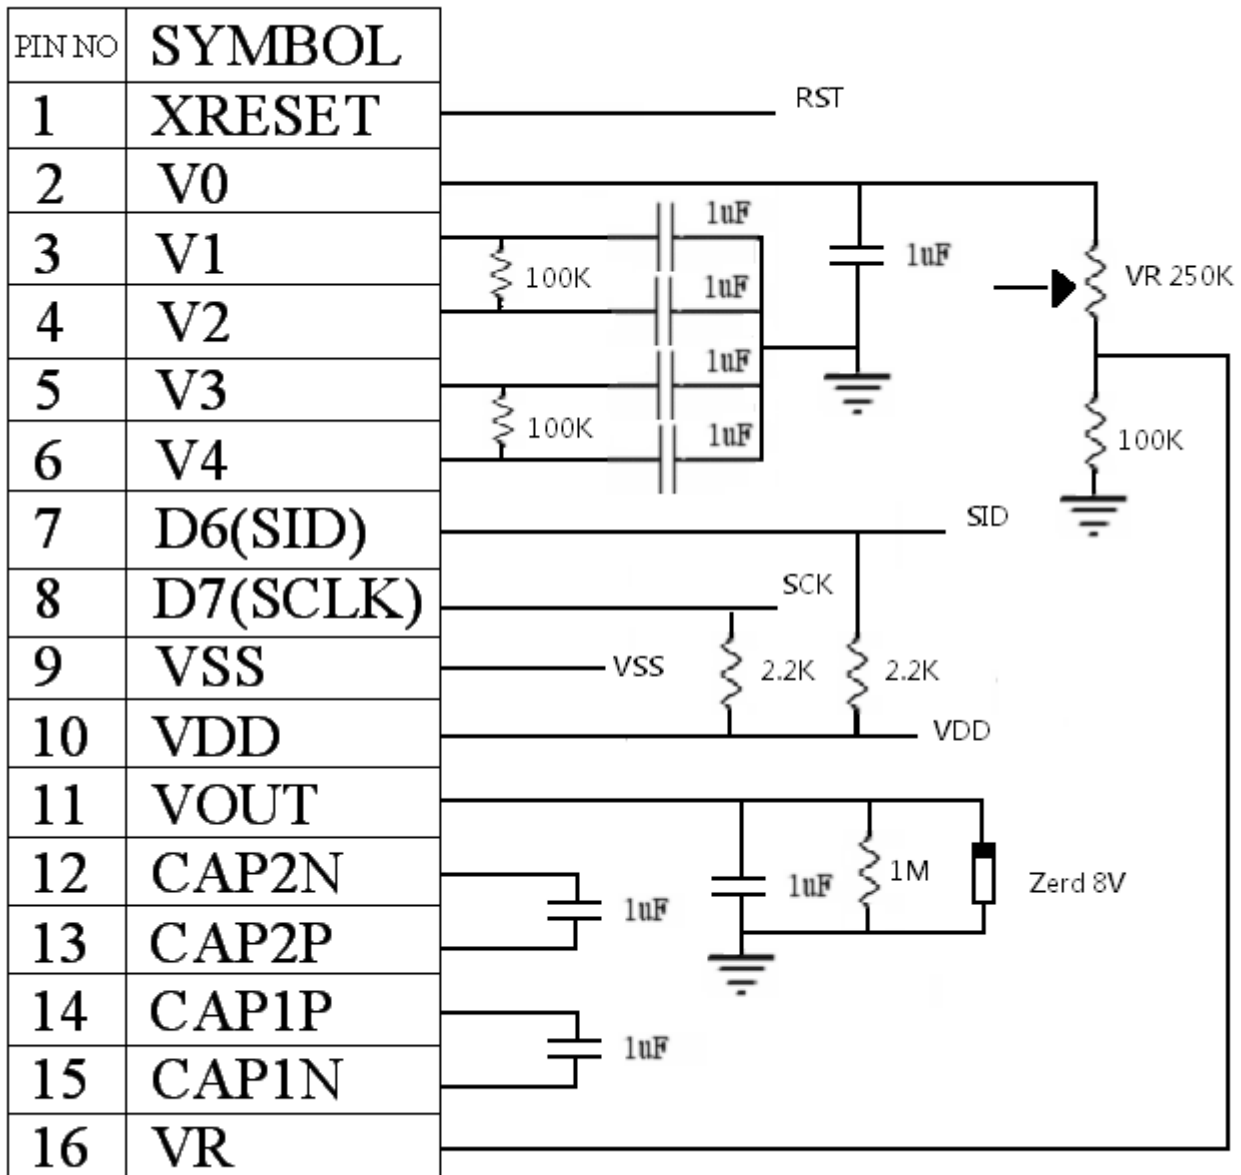 PIN NO SYMBOL
1 XRESET RST
2 V0
1uF
3 V1
1uF
100K
VR 250K
1uF
4 V2
1uF
5 V3
100K
1uF
100K
6 V4
7 D6(SID) SID
8 D7(SCLK) SCK
9 VSS VSS 2.2K 2.2K
10 VDD VDD
11 VOUT
12 CAP2N 1uF 1M Zerd 8V
1uF
13 CAP2P
14 CAP1P
1uF
15 CAP1N
16 VR